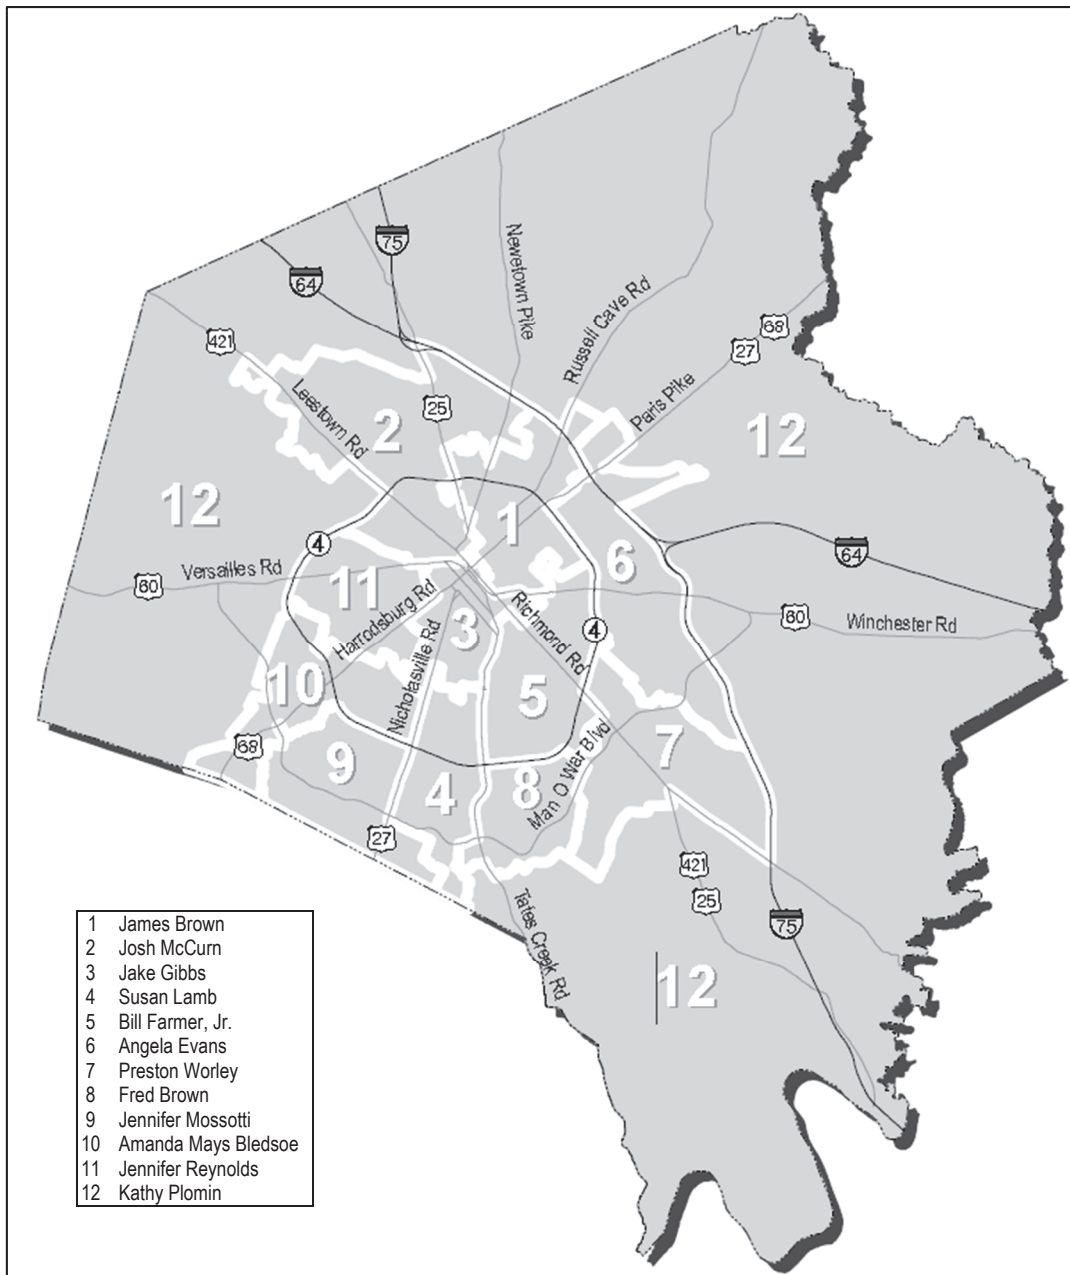 75
64
Newetown Pike
Russell Cave Rd
421
68
27
Paris Pike
25
Leestown Rd
2
12
12
1
4
6
64
Versailles Rd
60
11
Harrodsburg Rd
3
Richmond Rd
60
Winchester Rd
4
Nicholasville Rd
10
5
68
9
7
4
8
Man O War Blvd
27
421
25
75
Tates Creek Rd
12
1 James Brown
2 Josh McCurn
3 Jake Gibbs
4 Susan Lamb
5 Bill Farmer, Jr.
6 Angela Evans
7 Preston Worley
8 Fred Brown
9 Jennifer Mossotti
10 Amanda Mays Bledsoe
11 Jennifer Reynolds
12 Kathy Plomin